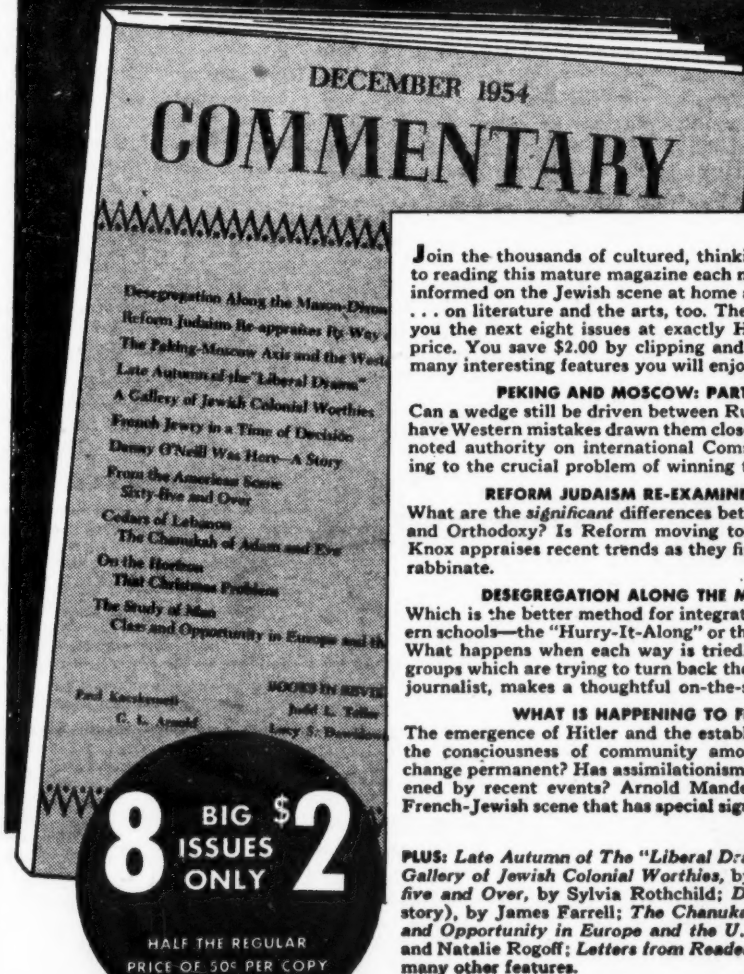 DECEMBER 1954
COMMENTARY
Desegregation Along the Mason-Dixon
Reform Judaism Re-appraises Its Way
The Peking-Moscow Axis and the West
Late Autumn of the "Liberal Drama"
A Gallery of Jewish Colonial Worthies
French Jewry in a Time of Decision
Danny O'Neill Was Here—A Story
From the American Scene
Sixty-five and Over
Cedars of Lebanon
The Chanukah of Adam and Eve
On the Horizon
That Christmas Problem
The Study of Man
Class and Opportunity in Europe and th
BOOKS IN REVIE
Paul Kecskemeti
Judd L. Teller
C. L. Arnold
Lucy S. Dawidow
8 BIG ISSUES ONLY $2
HALF THE REGULAR
PRICE OF 50¢ PER COPY
Join the thousands of cultured, thinki
to reading this mature magazine each m
informed on the Jewish scene at home a
. . . on literature and the arts, too. The
you the next eight issues at exactly H
price. You save $2.00 by clipping and
many interesting features you will enjo
PEKING AND MOSCOW: PART
Can a wedge still be driven between Ru
have Western mistakes drawn them clos
noted authority on international Com
ing to the crucial problem of winning t
REFORM JUDAISM RE-EXAMINE
What are the significant differences bet
and Orthodoxy? Is Reform moving to
Knox appraises recent trends as they fi
rabbinate.
DESEGREGATION ALONG THE M
Which is the better method for integrat
ern schools—the "Hurry-It-Along" or th
What happens when each way is tried.
groups which are trying to turn back the
journalist, makes a thoughtful on-the-s
WHAT IS HAPPENING TO F
The emergence of Hitler and the establ
the consciousness of community amo
change permanent? Has assimilationism
ened by recent events? Arnold Mande
French-Jewish scene that has special sig
PLUS: Late Autumn of The "Liberal Dra
Gallery of Jewish Colonial Worthies, by
five and Over, by Sylvia Rothchild; D
story), by James Farrell; The Chanuka
and Opportunity in Europe and the U.
and Natalie Rogoff; Letters from Reade
many other features.